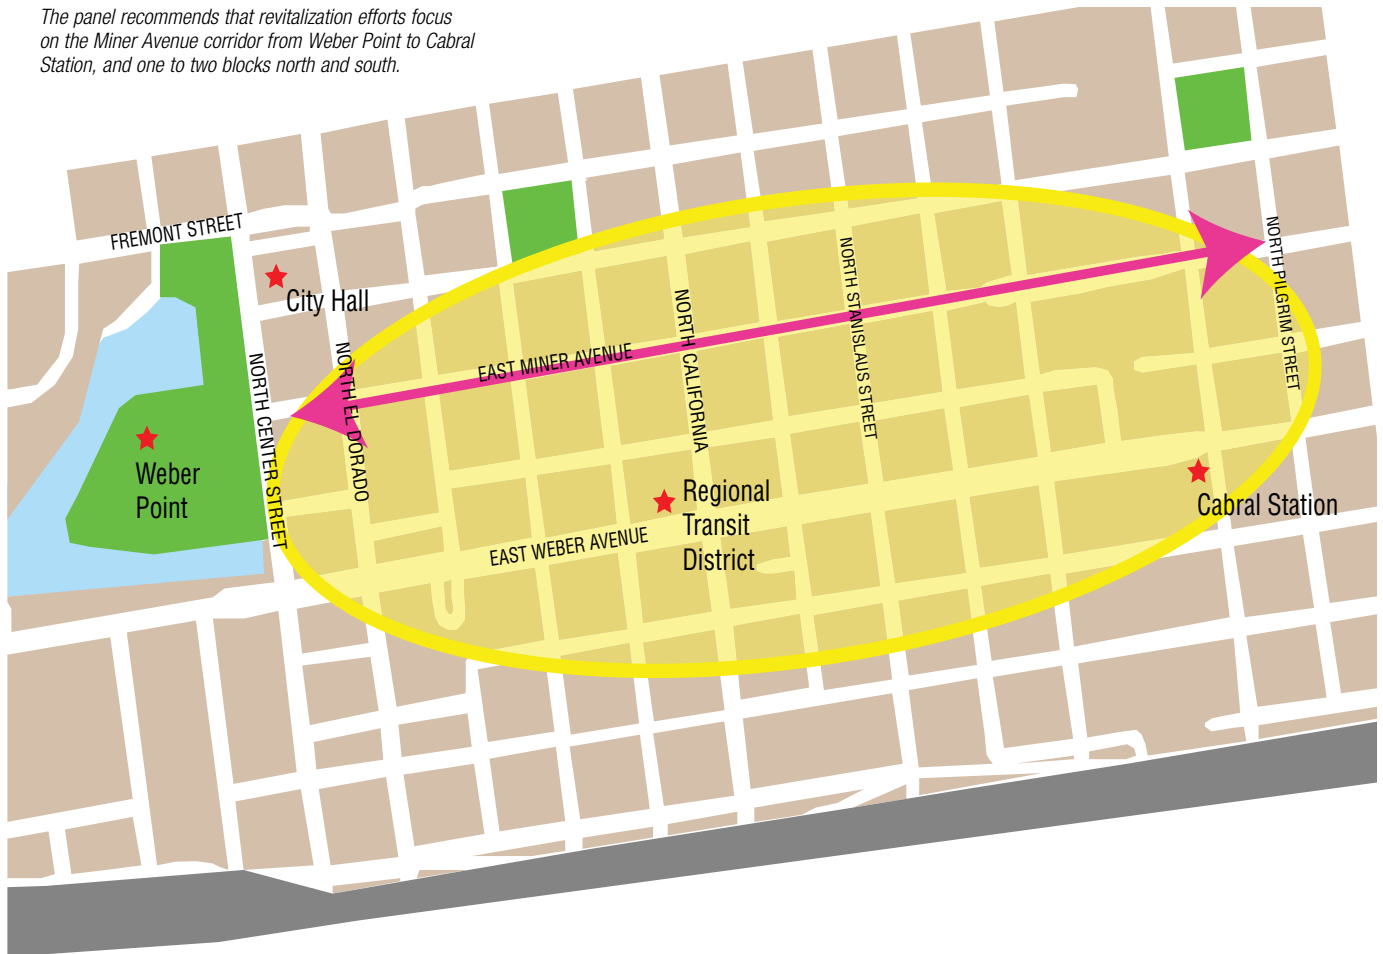 The panel recommends that revitalization efforts focus
on the Miner Avenue corridor from Weber Point to Cabral
Station, and one to two blocks north and south.
FREMONT STREET
City Hall
NORTH PILGRIM STREET
NORTH STANISLAUS STREET
NORTH CALIFORNIA
EAST MINER AVENUE
NORTH EL DORADO
NORTH CENTER STREET
Weber
Point
Regional
Transit
District
Cabral Station
EAST WEBER AVENUE